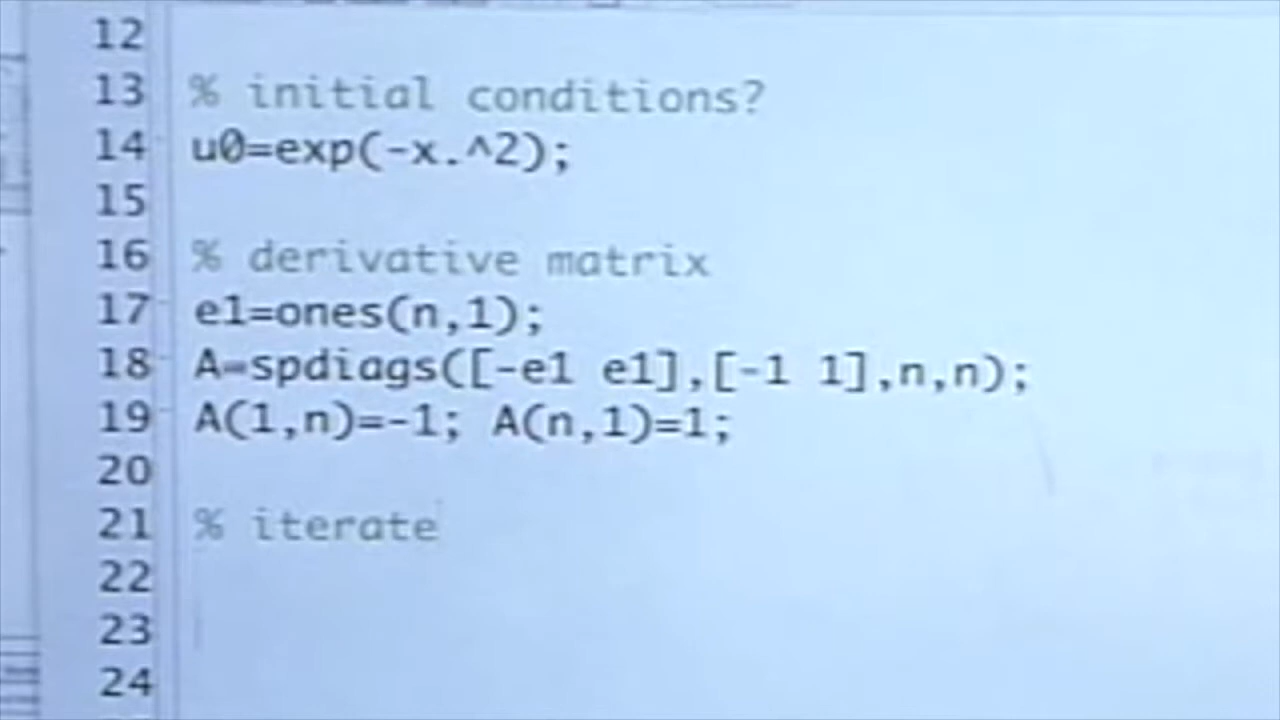 12
13 % initial conditions?
14 u0=exp(-x.^2);
15
16 % derivative matrix
17 e1=ones(n,1);
18 A=spdiags([-e1 e1],[-1 1],n,n);
19 A(1,n)=-1; A(n,1)=1;
20
21 % iterate
22
23
24